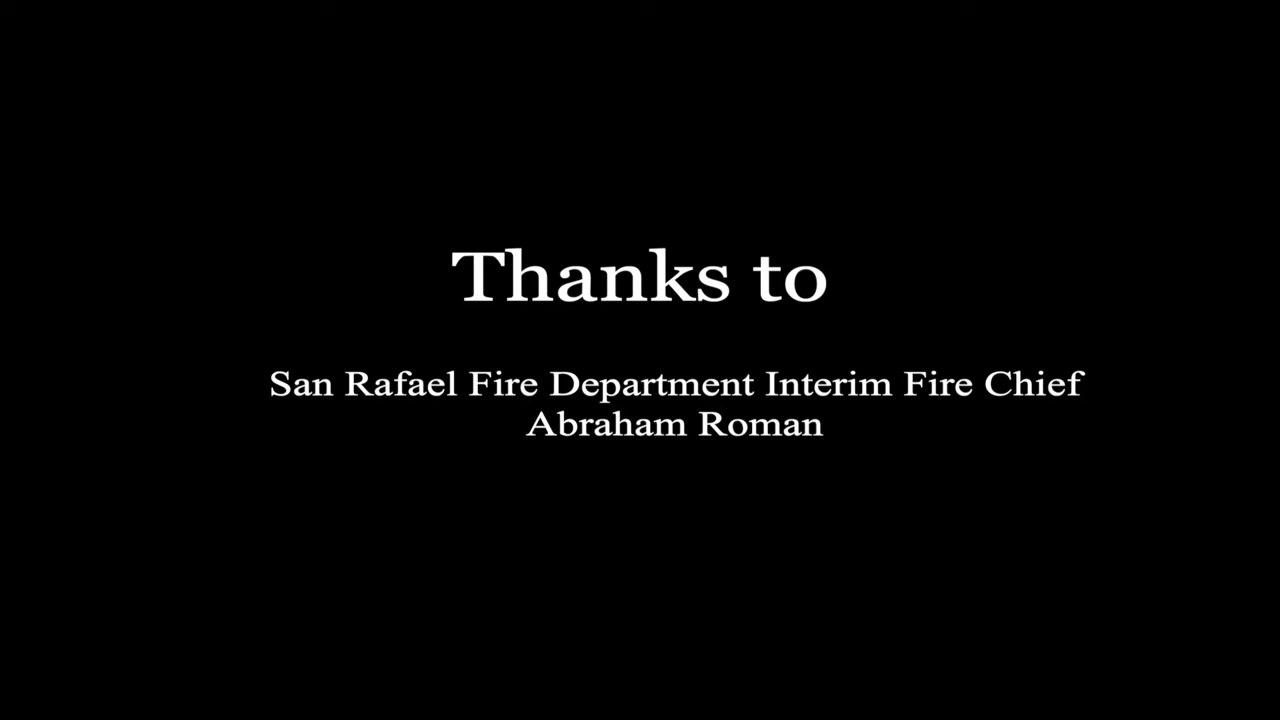 Thanks to
San Rafael Fire Department Interim Fire Chief
Abraham Roman